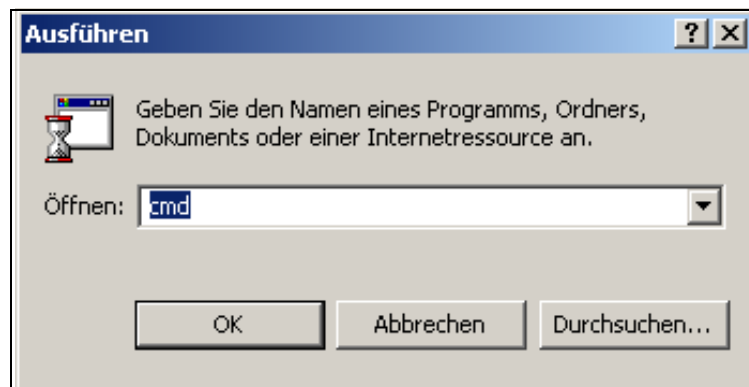 Ausführen
Geben Sie den Namen eines Programms, Ordners,
Dokuments oder einer Internetressource an.
Öffnen: cmd
OK Abbrechen Durchsuchen...